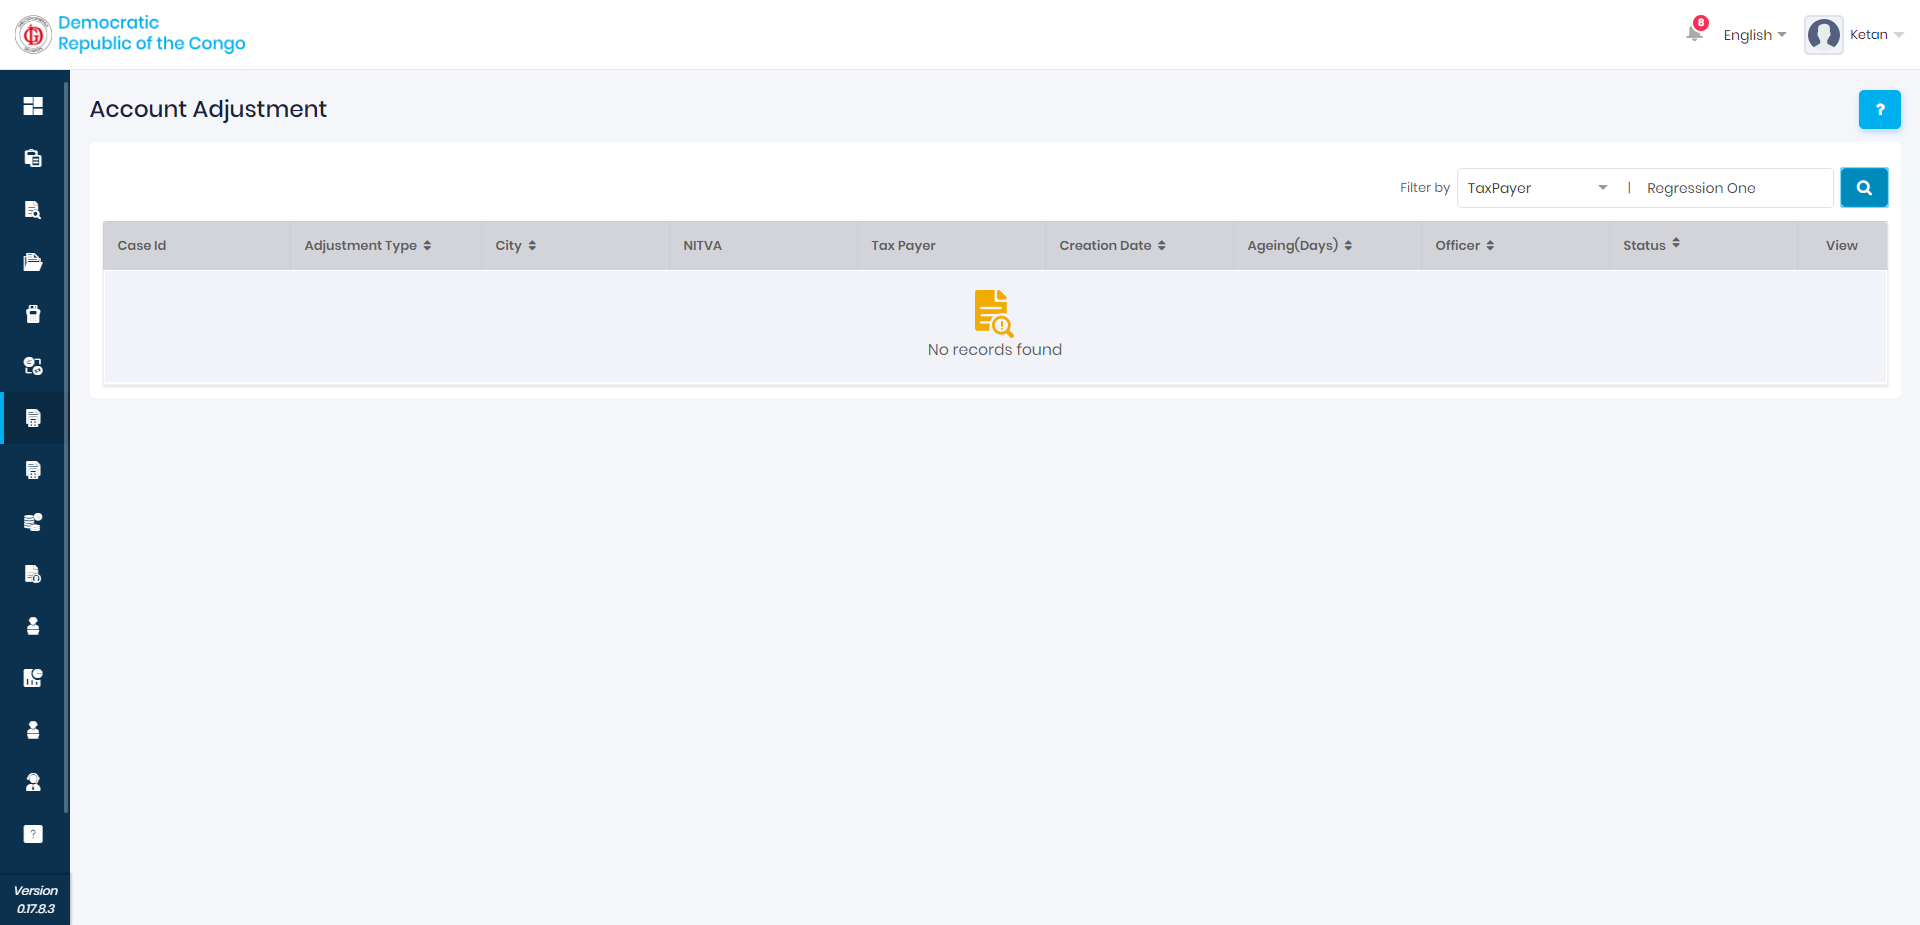 Democratic
Republic of the Congo
8
English
Ketan
Account Adjustment
?
Filter by
TaxPayer
|
Regression One
Case Id
Adjustment Type
City
NITVA
Tax Payer
Creation Date
Ageing(Days)
Officer
Status
View
No records found
?
Version
0.17.8.3